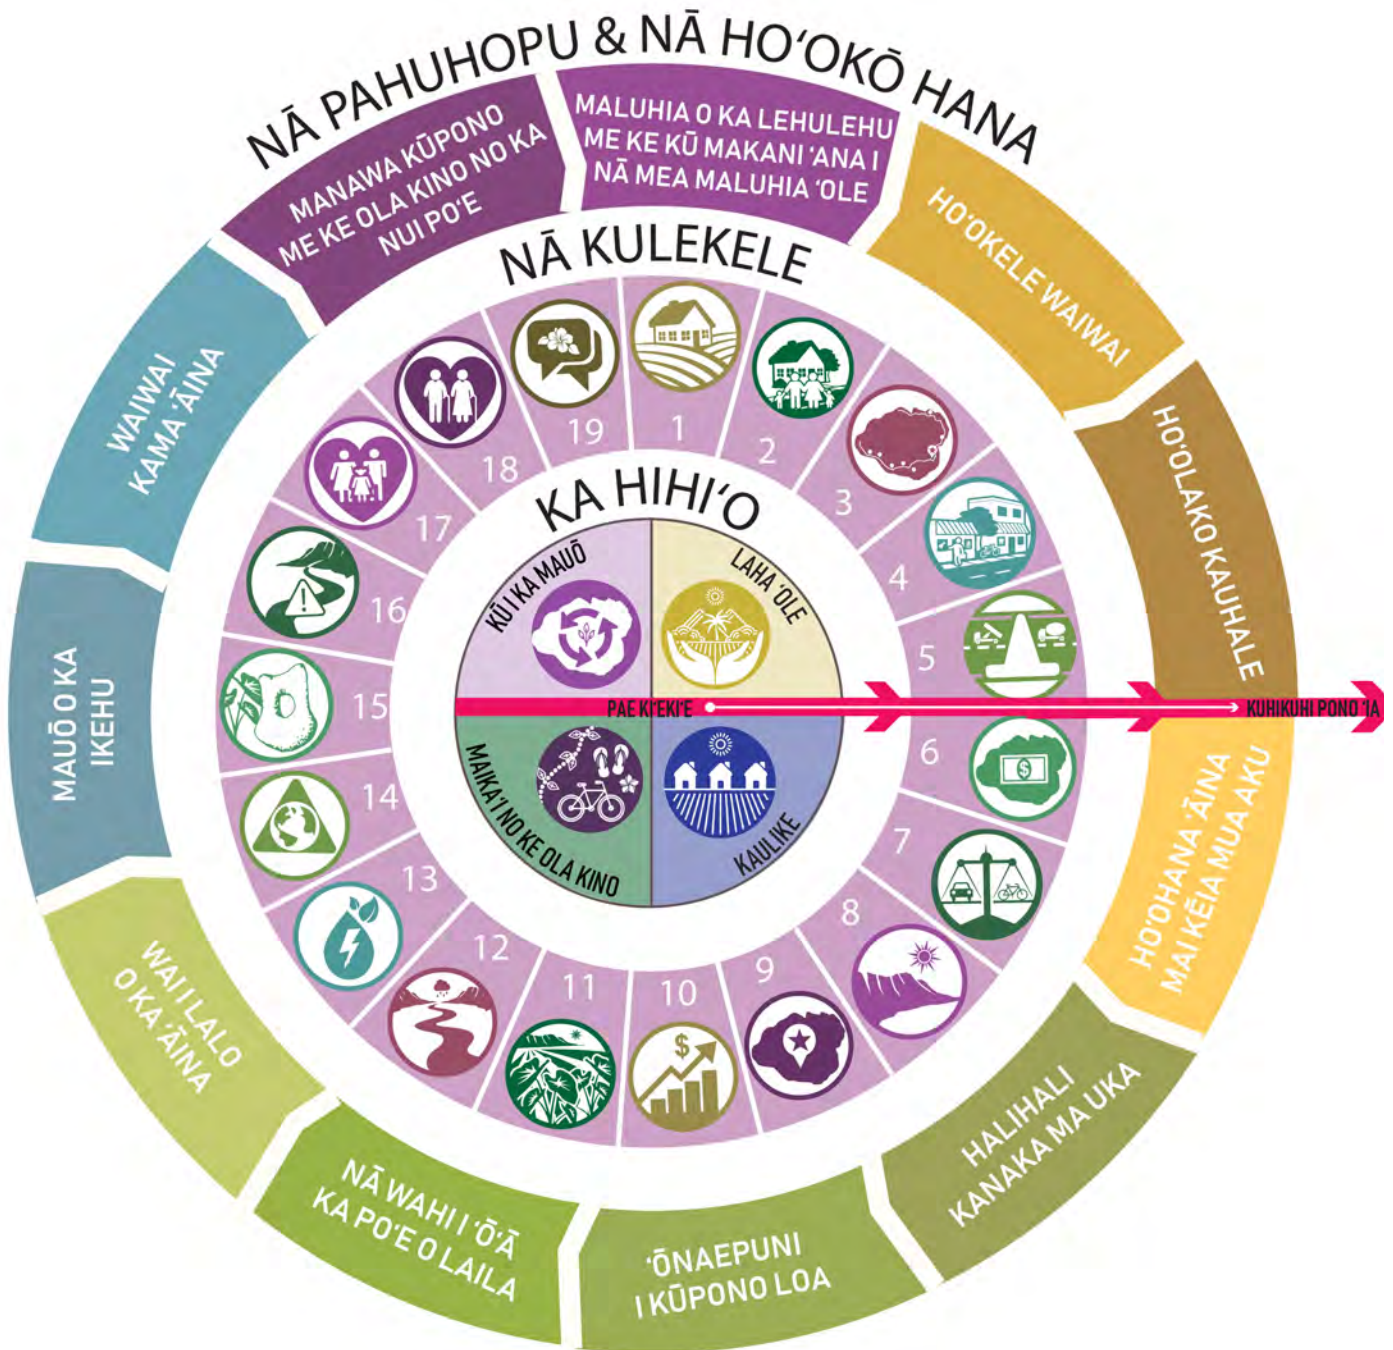 NĀ PAHUHOPU & NĀ HOʻOKŌ HANA
MANAWA KŪPONO
ME KE OLA KINO NO KA
NUI POʻE
MALUHIA O KA LEHULEHU
ME KE KŪ MAKANI ʻANA I
NĀ MEA MALUHIA ʻOLE
HOʻOKELE WAIWAI
HOʻOLAKO KAUHALE
HOʻOHANA ʻĀINA
MAI KĒIA MUA AKU
HALIHALI
KANAKA MA UKA
ʻŌNAEPUNI
I KŪPONO LOA
NĀ WAHI I ʻŌʻĀ
KA POʻE O LAILA
WAI I LALO
O KA ʻĀINA
MAUŌ O KA
IKEHU
WAIWAI
KAMAʻĀINA
NĀ KULEKELE
1
2
3
4
5
6
7
8
9
10
11
12
13
14
15
16
17
18
19
$
$
KA HIHIʻO
KŪ I KA MAUŌ
LAHA ʻOLE
MAIKAʻI NO KE OLA KINO
KAULIKE
PAE KIʻEKIʻE
KUHIKUHI PONO ʻIA